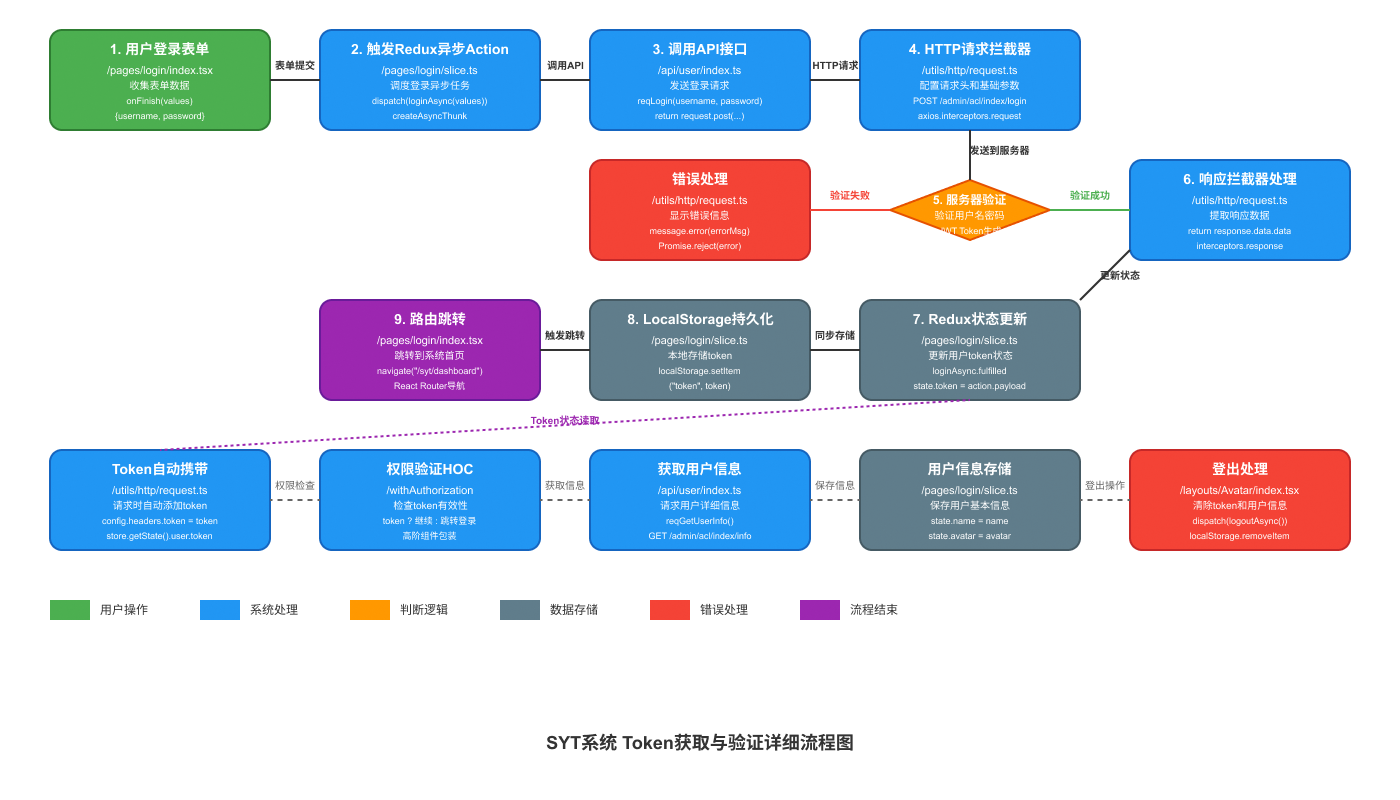 1. 用户登录表单
/pages/login/index.tsx
收集表单数据
onFinish(values)
{username, password}
表单提交
2. 触发Redux异步Action
/pages/login/slice.ts
调度登录异步任务
dispatch(loginAsync(values))
createAsyncThunk
调用API
3. 调用API接口
/api/user/index.ts
发送登录请求
reqLogin(username, password)
return request.post(...)
HTTP请求
4. HTTP请求拦截器
/utils/http/request.ts
配置请求头和基础参数
POST /admin/acl/index/login
axios.interceptors.request
发送到服务器
错误处理
/utils/http/request.ts
显示错误信息
message.error(errorMsg)
Promise.reject(error)
验证失败
5. 服务器验证
验证用户名密码
JWT Token生成
验证成功
6. 响应拦截器处理
/utils/http/request.ts
提取响应数据
return response.data.data
interceptors.response
更新状态
9. 路由跳转
/pages/login/index.tsx
跳转到系统首页
navigate("/syt/dashboard")
React Router导航
触发跳转
8. LocalStorage持久化
/pages/login/slice.ts
本地存储token
localStorage.setItem
("token", token)
同步存储
7. Redux状态更新
/pages/login/slice.ts
更新用户token状态
loginAsync.fulfilled
state.token = action.payload
Token状态读取
Token自动携带
/utils/http/request.ts
请求时自动添加token
config.headers.token = token
store.getState().user.token
权限检查
权限验证HOC
/withAuthorization
检查token有效性
token ? 继续 : 跳转登录
高阶组件包装
获取信息
获取用户信息
/api/user/index.ts
请求用户详细信息
reqGetUserInfo()
GET /admin/acl/index/info
保存信息
用户信息存储
/pages/login/slice.ts
保存用户基本信息
state.name = name
state.avatar = avatar
登出操作
登出处理
/layouts/Avatar/index.tsx
清除token和用户信息
dispatch(logoutAsync())
localStorage.removeItem
用户操作
系统处理
判断逻辑
数据存储
错误处理
流程结束
SYT系统 Token获取与验证详细流程图